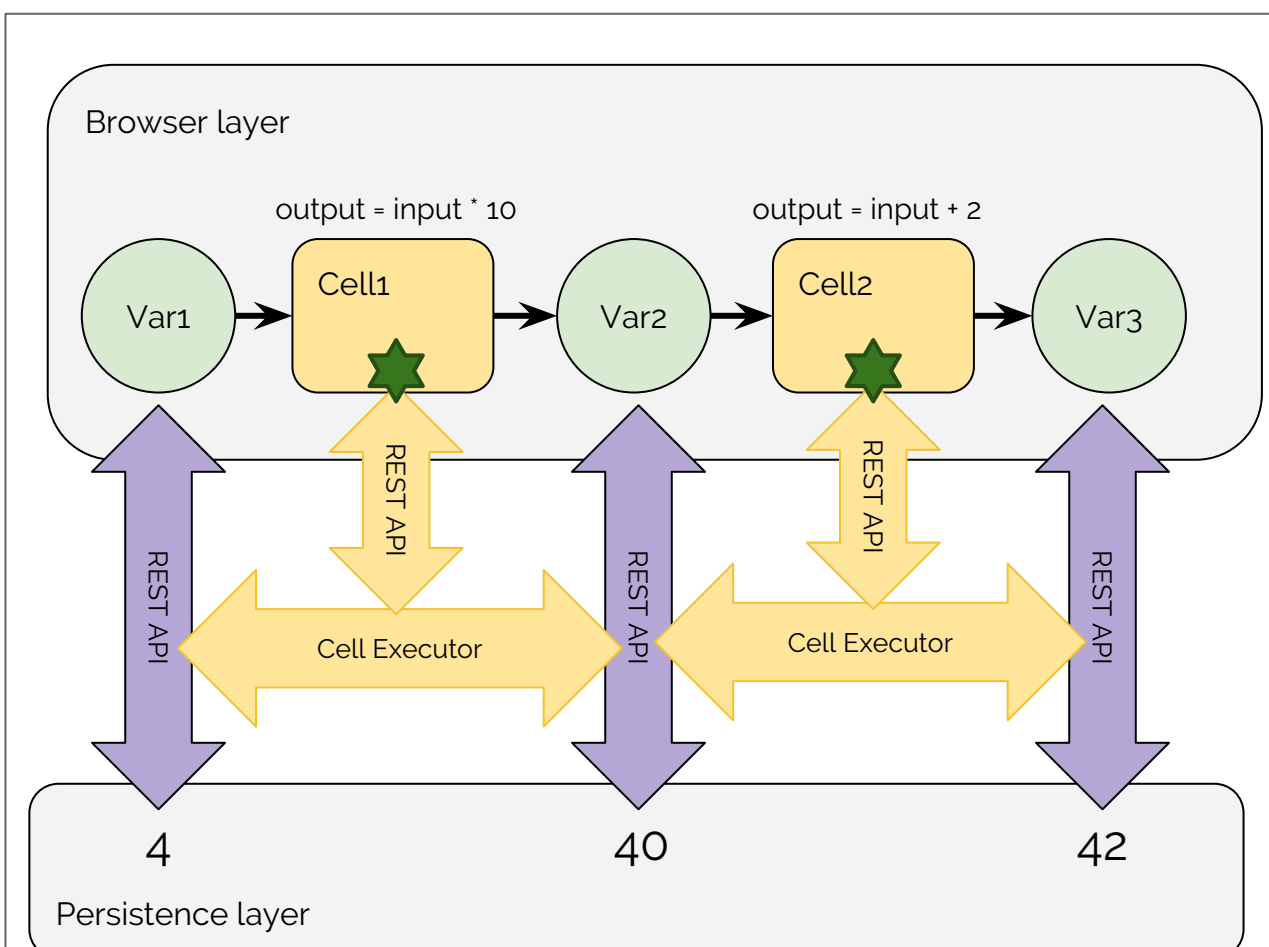 Browser layer
output = input * 10
output = input + 2
Var1
Cell1
Var2
Cell2
Var3
REST API
REST API
REST API
REST API
REST API
Cell Executor
Cell Executor
4
40
42
Persistence layer